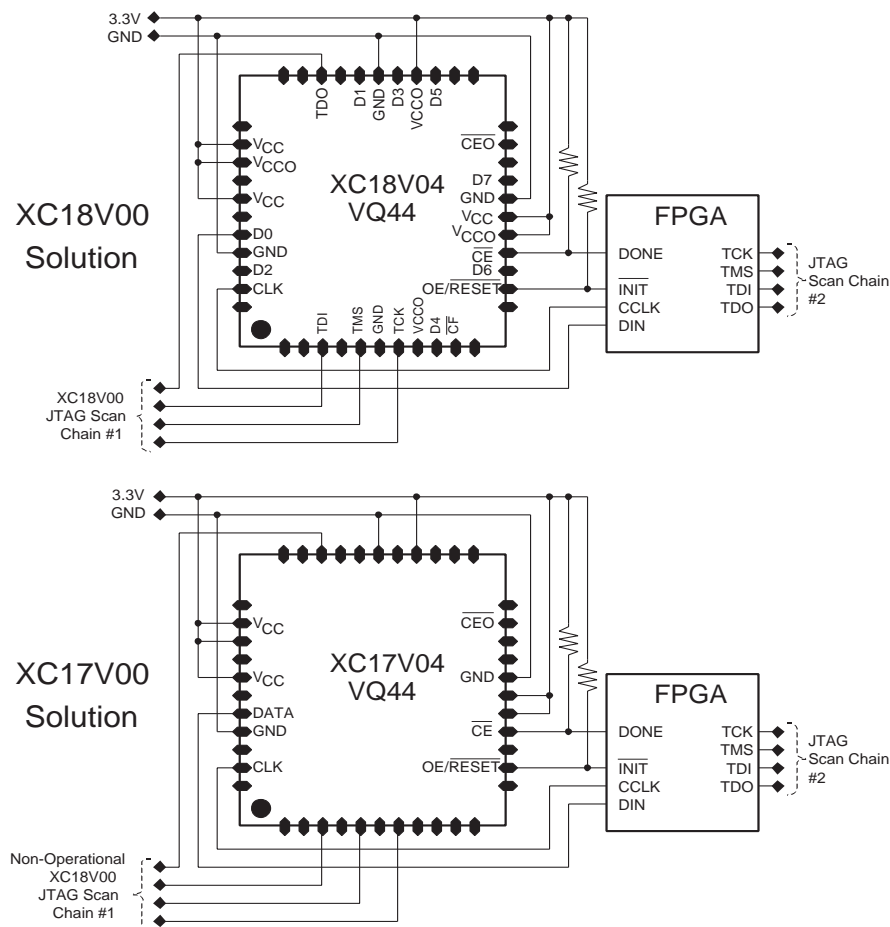 3.3V
GND
TDO
D1
GND
D3
VCCO
D5
VCC
VCCO
VCC
D0
GND
D2
CLK
XC18V04
VQ44
CEO
D7
GND
VCC
VCCO
CE
D6
OE/RESET
TDI
TMS
GND
TCK
VCCO
D4
CF
XC18V00
Solution
FPGA
DONE
INIT
CCLK
DIN
TCK
TMS
TDI
TDO
JTAG
Scan Chain
#2
XC18V00
JTAG Scan
Chain #1
3.3V
GND
VCC
VCC
DATA
GND
CLK
XC17V04
VQ44
CEO
GND
CE
OE/RESET
XC17V00
Solution
FPGA
DONE
INIT
CCLK
DIN
TCK
TMS
TDI
TDO
JTAG
Scan Chain
#2
Non-Operational
XC18V00
JTAG Scan
Chain #1